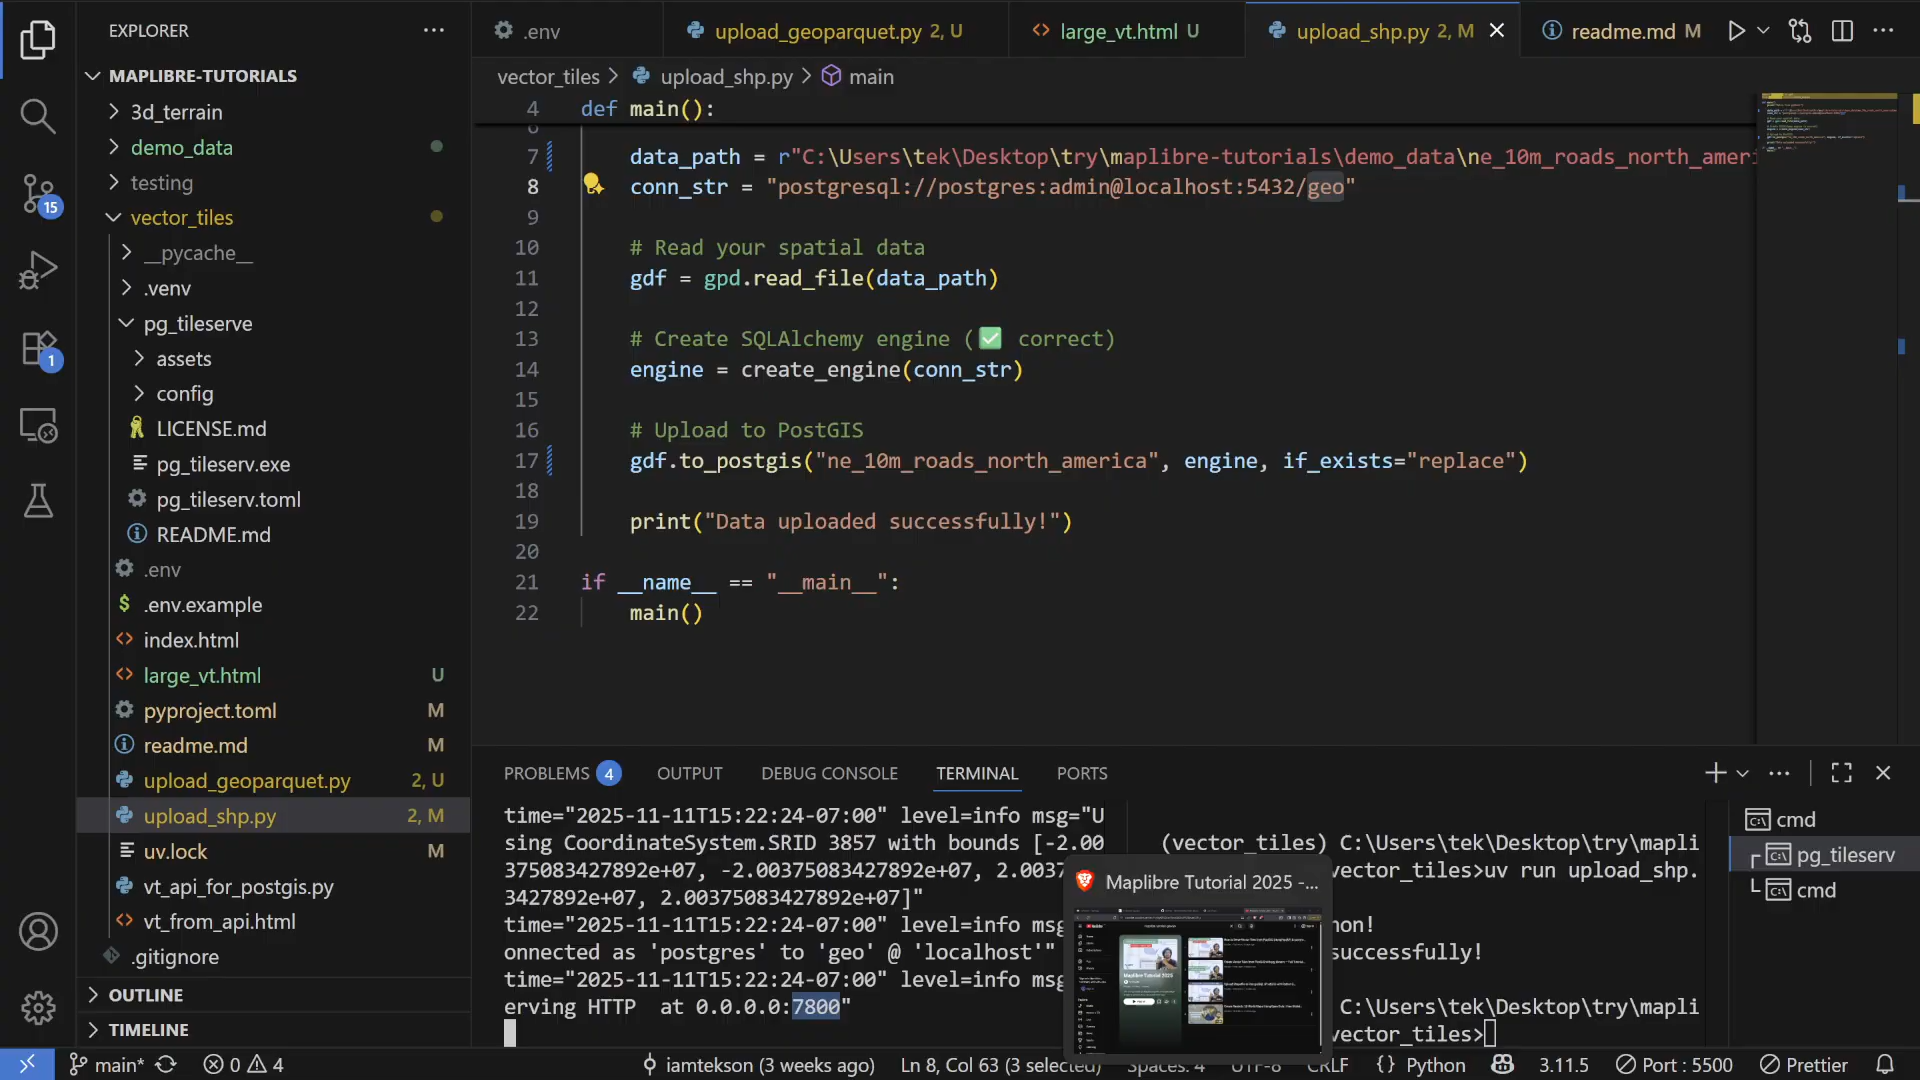 EXPLORER
MAPLIBRE-TUTORIALS
3d_terrain
demo_data
testing
vector_tiles
__pycache__
.venv
pg_tileserve
assets
config
LICENSE.md
pg_tileserv.exe
pg_tileserv.toml
README.md
.env
.env.example
index.html
large_vt.html U
pyproject.toml M
readme.md M
upload_geoparquet.py 2, U
upload_shp.py 2, M
uv.lock M
vt_api_for_postgis.py
vt_from_api.html
.gitignore
OUTLINE
TIMELINE
15
1
.env
upload_geoparquet.py 2, U
large_vt.html U
upload_shp.py 2, M
readme.md M
vector_tiles > upload_shp.py > main
4 def main():
7 data_path = r"C:\Users\tek\Desktop\try\maplibre-tutorials\demo_data\ne_10m_roads_north_ameri
8 conn_str = "postgresql://postgres:admin@localhost:5432/geo"
9
10 # Read your spatial data
11 gdf = gpd.read_file(data_path)
12
13 # Create SQLAlchemy engine (✅ correct)
14 engine = create_engine(conn_str)
15
16 # Upload to PostGIS
17 gdf.to_postgis("ne_10m_roads_north_america", engine, if_exists="replace")
18
19 print("Data uploaded successfully!")
20
21 if __name__ == "__main__":
22 main()
PROBLEMS 4 OUTPUT DEBUG CONSOLE TERMINAL PORTS
time="2025-11-11T15:22:24-07:00" level=info msg="U
sing CoordinateSystem.SRID 3857 with bounds [-2.00
375083427892e+07, -2.00375083427892e+07, 2.0037
3427892e+07, 2.00375083427892e+07]"
time="2025-11-11T15:22:24-07:00" level=info msg
onnected as 'postgres' to 'geo' @ 'localhost'"
time="2025-11-11T15:22:24-07:00" level=info msg
erving HTTP  at 0.0.0.0:7800"
(vector_tiles) C:\Users\tek\Desktop\try\mapli
vector_tiles>uv run upload_shp.
hon!
successfully!
C:\Users\tek\Desktop\try\mapli
vector_tiles>
Maplibre Tutorial 2025 -...
cmd
pg_tileserv
cmd
main* 0 4
iamtekson (3 weeks ago) Ln 8, Col 63 (3 selected) Spaces: 4 UTF-8 CRLF {} Python 3.11.5 Port : 5500 Prettier